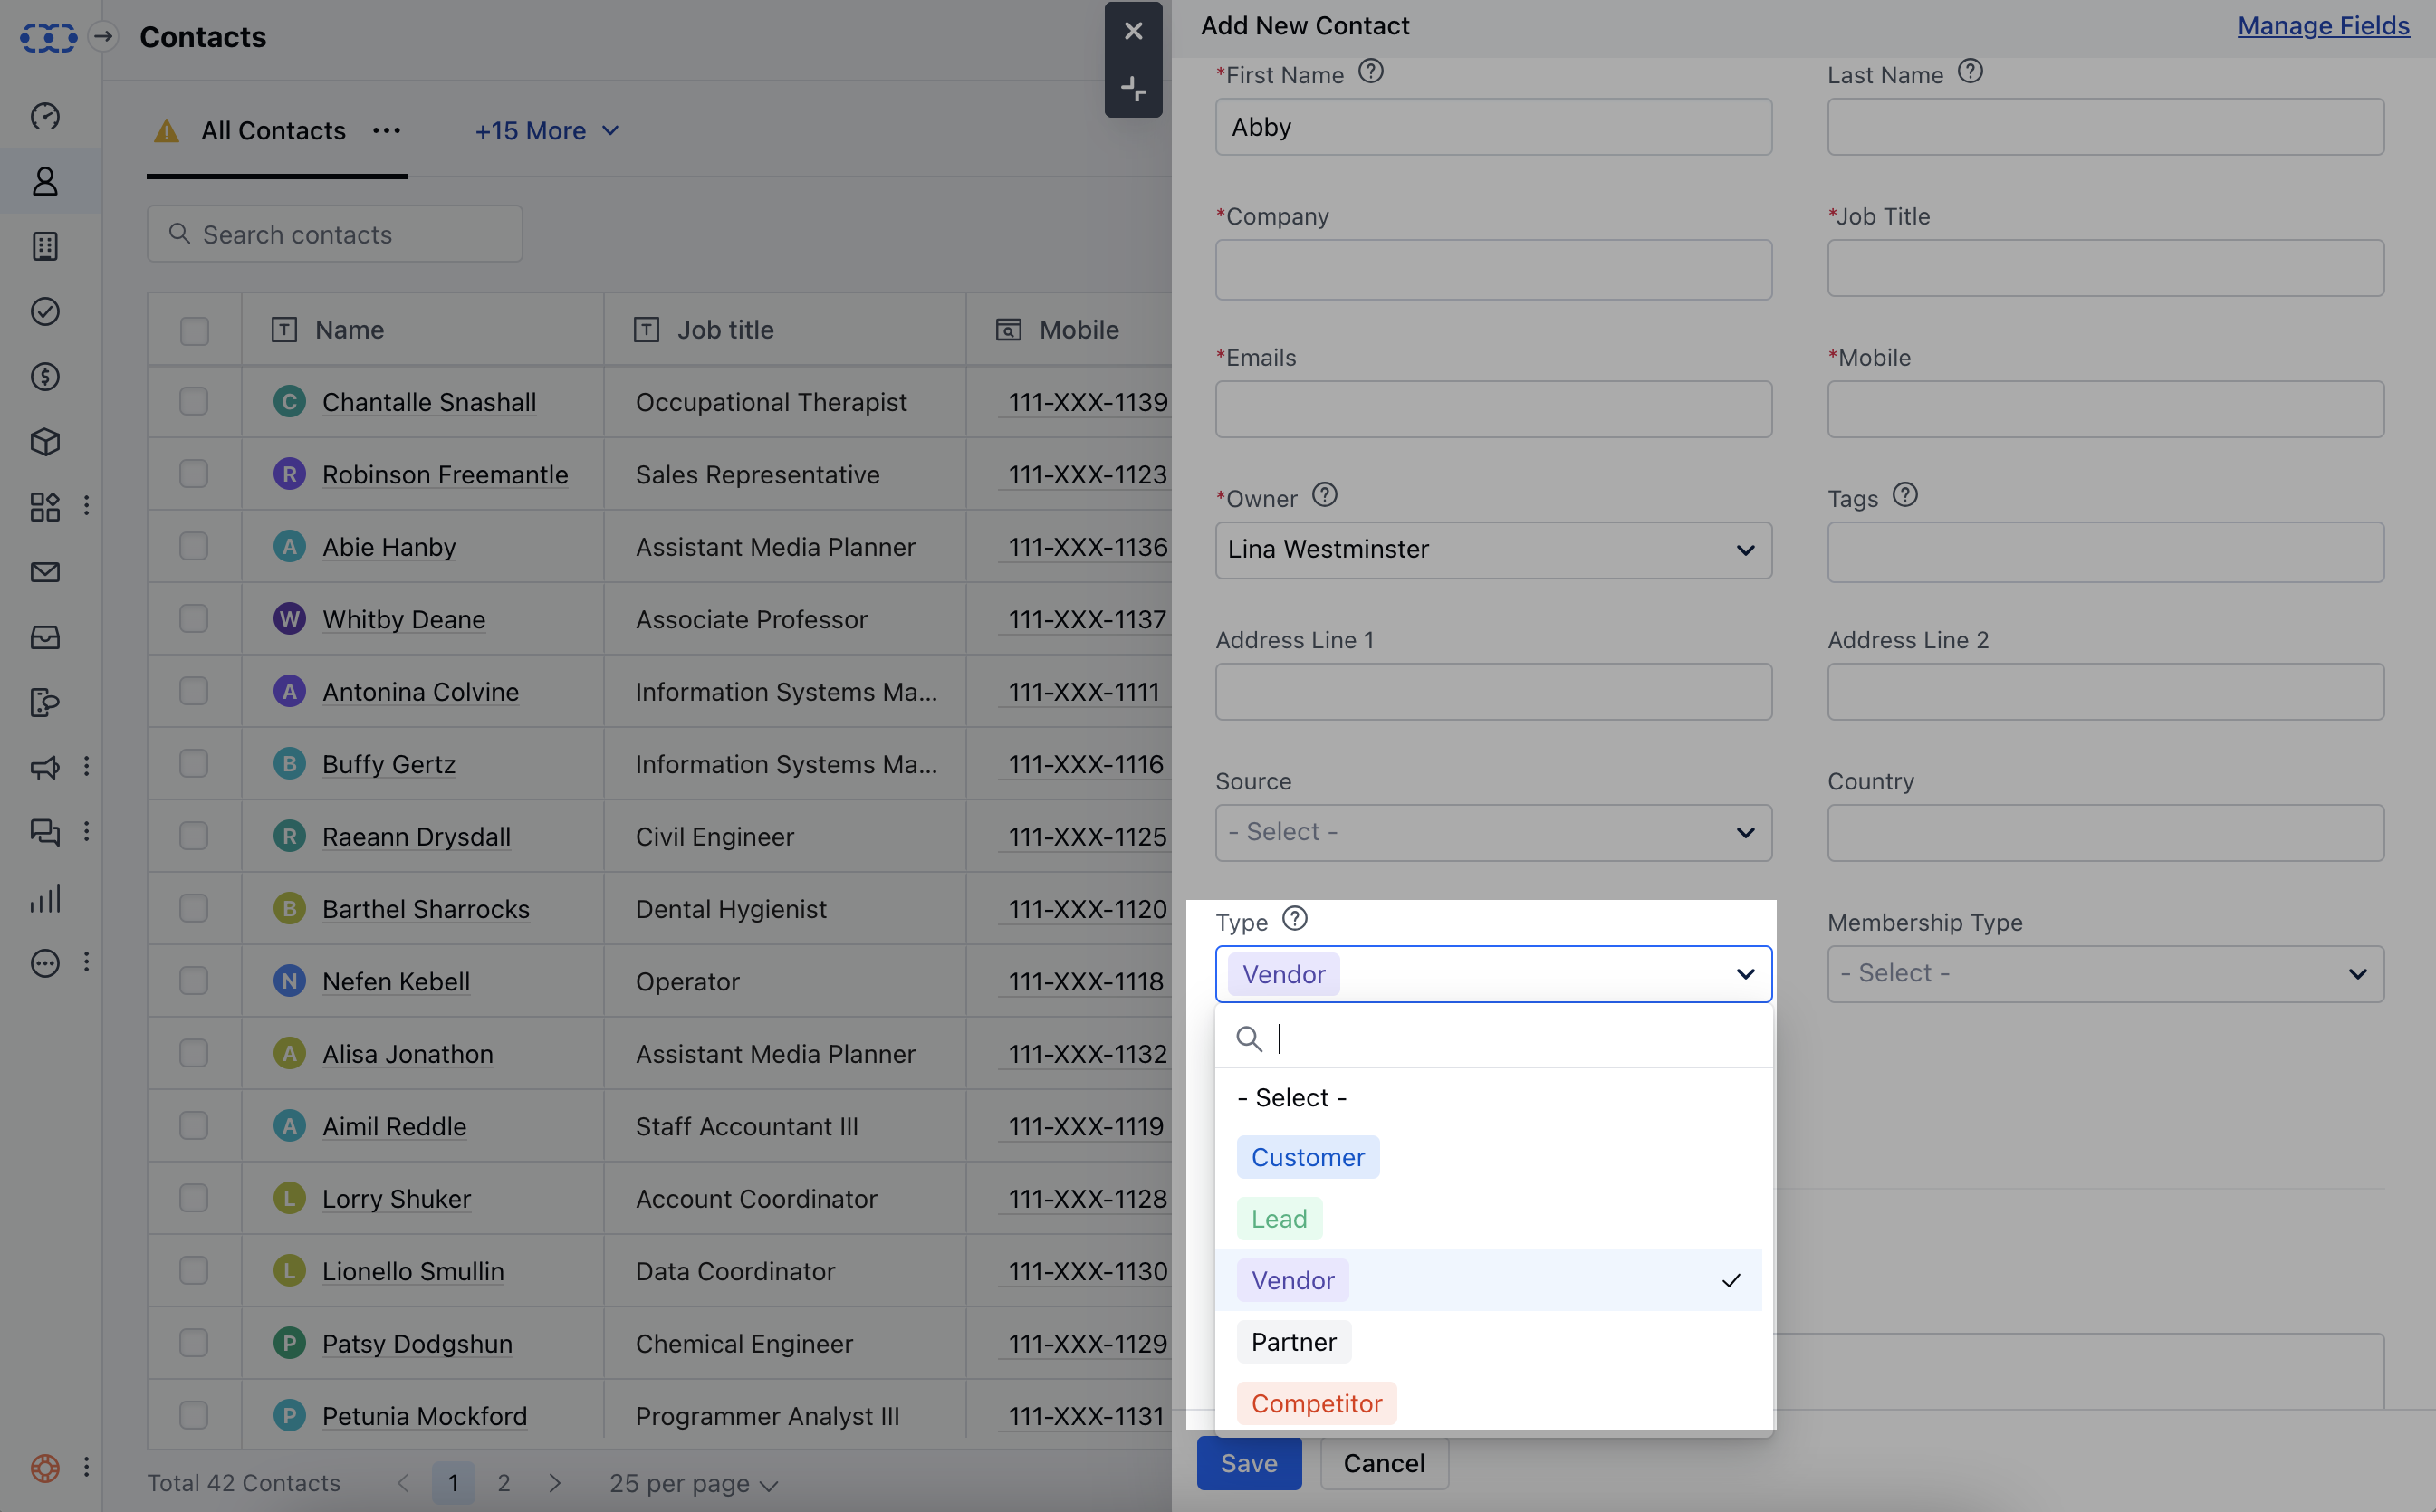 Contacts
All Contacts
+15 More
Search contacts
Name Job title Mobile
C Chantalle Snashall Occupational Therapist 111-XXX-1139
R Robinson Freemantle Sales Representative 111-XXX-1123
A Abie Hanby Assistant Media Planner 111-XXX-1136
W Whitby Deane Associate Professor 111-XXX-1137
A Antonina Colvine Information Systems Ma... 111-XXX-1111
B Buffy Gertz Information Systems Ma... 111-XXX-1116
R Raeann Drysdall Civil Engineer 111-XXX-1125
B Barthel Sharrocks Dental Hygienist 111-XXX-1120
N Nefen Kebell Operator 111-XXX-1118
A Alisa Jonathon Assistant Media Planner 111-XXX-1132
A Aimil Reddle Staff Accountant III 111-XXX-1119
L Lorry Shuker Account Coordinator 111-XXX-1128
L Lionello Smullin Data Coordinator 111-XXX-1130
P Patsy Dodgshun Chemical Engineer 111-XXX-1129
P Petunia Mockford Programmer Analyst III 111-XXX-1131
Total 42 Contacts 1 2 25 per page
Add New Contact
Manage Fields
*First Name
Abby
Last Name
*Company
*Job Title
*Emails
*Mobile
*Owner
Lina Westminster
Tags
Address Line 1
Address Line 2
Source
- Select -
Country
Type
Vendor
Membership Type
- Select -
- Select -
Customer
Lead
Vendor
Partner
Competitor
Save
Cancel